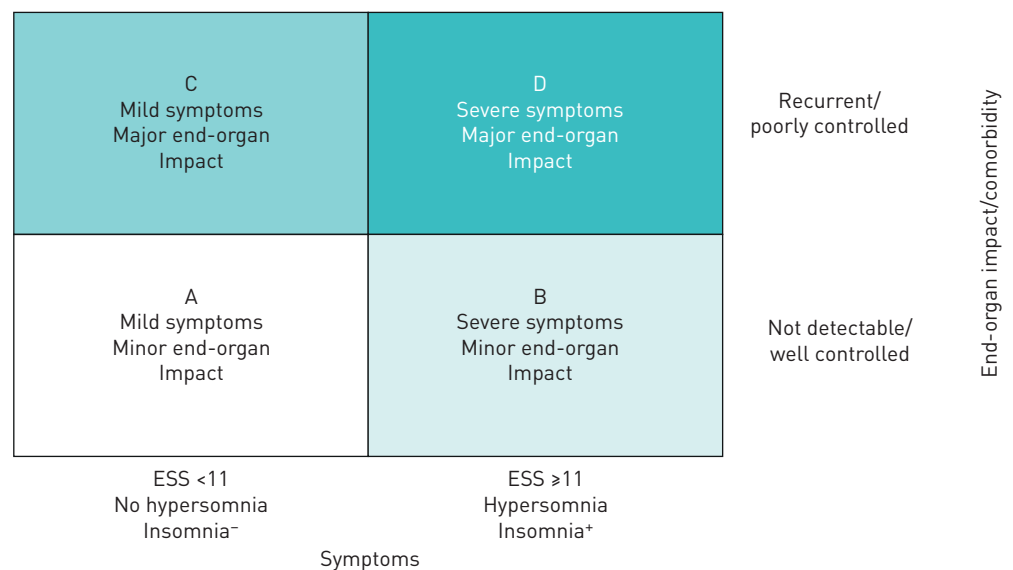 C
Mild symptoms
Major end-organ
Impact
D
Severe symptoms
Major end-organ
Impact
Recurrent/
poorly controlled
A
Mild symptoms
Minor end-organ
Impact
B
Severe symptoms
Minor end-organ
Impact
Not detectable/
well controlled
End-organ impact/comorbidity
ESS <11
No hypersomnia
Insomnia⁻
ESS ⩾11
Hypersomnia
Insomnia⁺
Symptoms